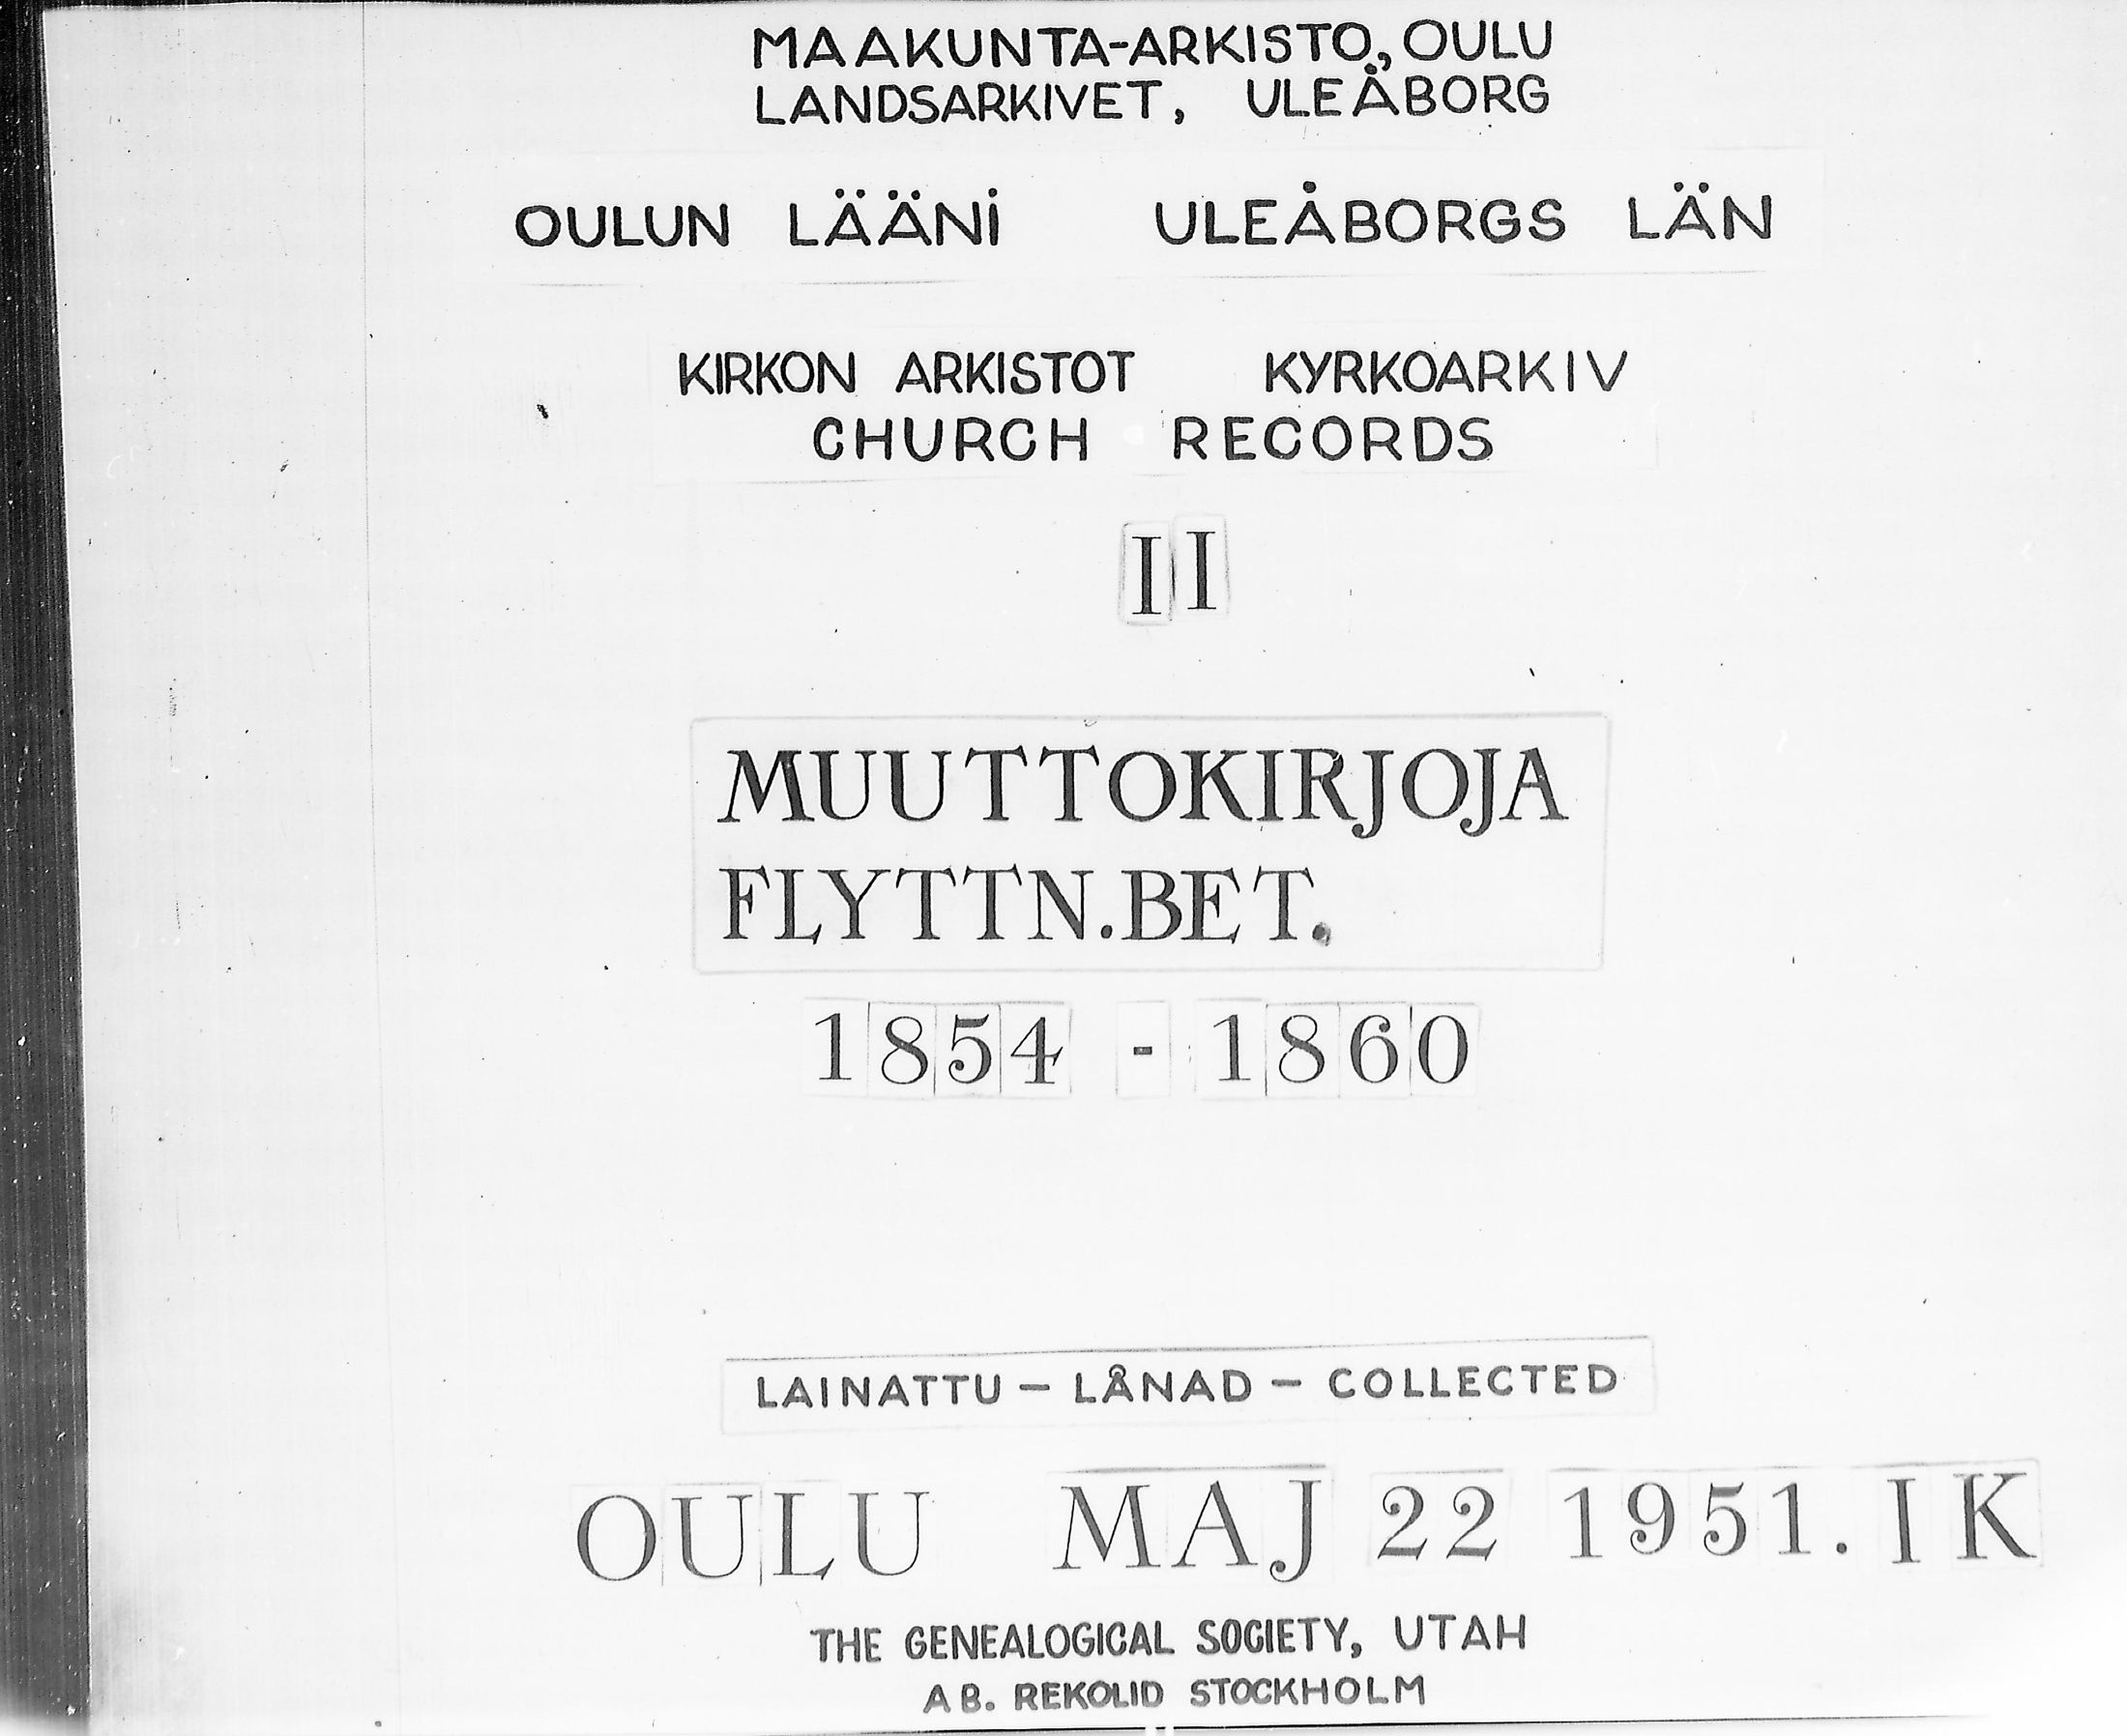 MAAKUNTA-ARKISTO, OULU
LANDSARKIVET, ULEÅBORG
OULUN LÄÄNI ULEÅBORGS LÄN
KIRKON ARKISTOT KYRKOARKIV
CHURCH RECORDS
II
MUUTTOKIRJOJA
FLYTTN.BET.
1854 - 1860
LAINATTU — LÅNAD — COLLECTED
OULU MAJ 22 1951. IK
THE GENEALOGICAL SOCIETY, UTAH
AB. REKOLID STOCKHOLM